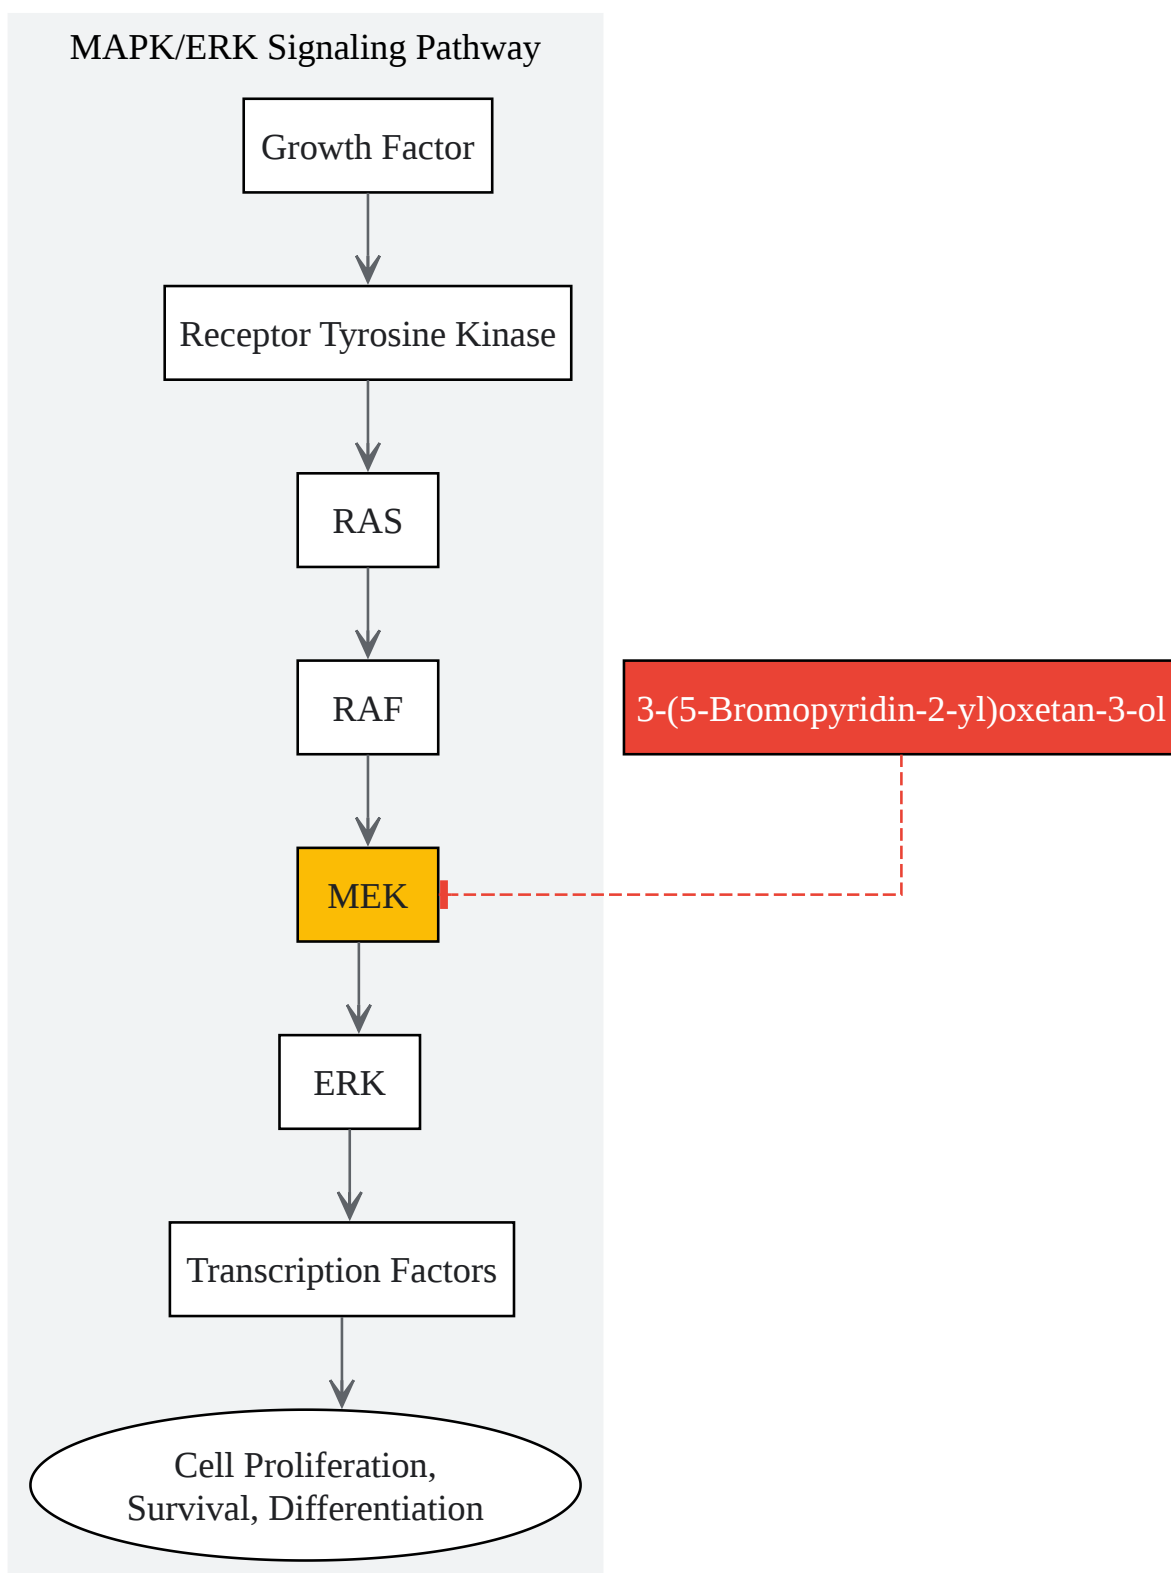 MAPK/ERK Signaling Pathway
Growth Factor
Receptor Tyrosine Kinase
RAS
RAF
3-(5-Bromopyridin-2-yl)oxetan-3-ol
MEK
ERK
Transcription Factors
Cell Proliferation,
Survival, Differentiation